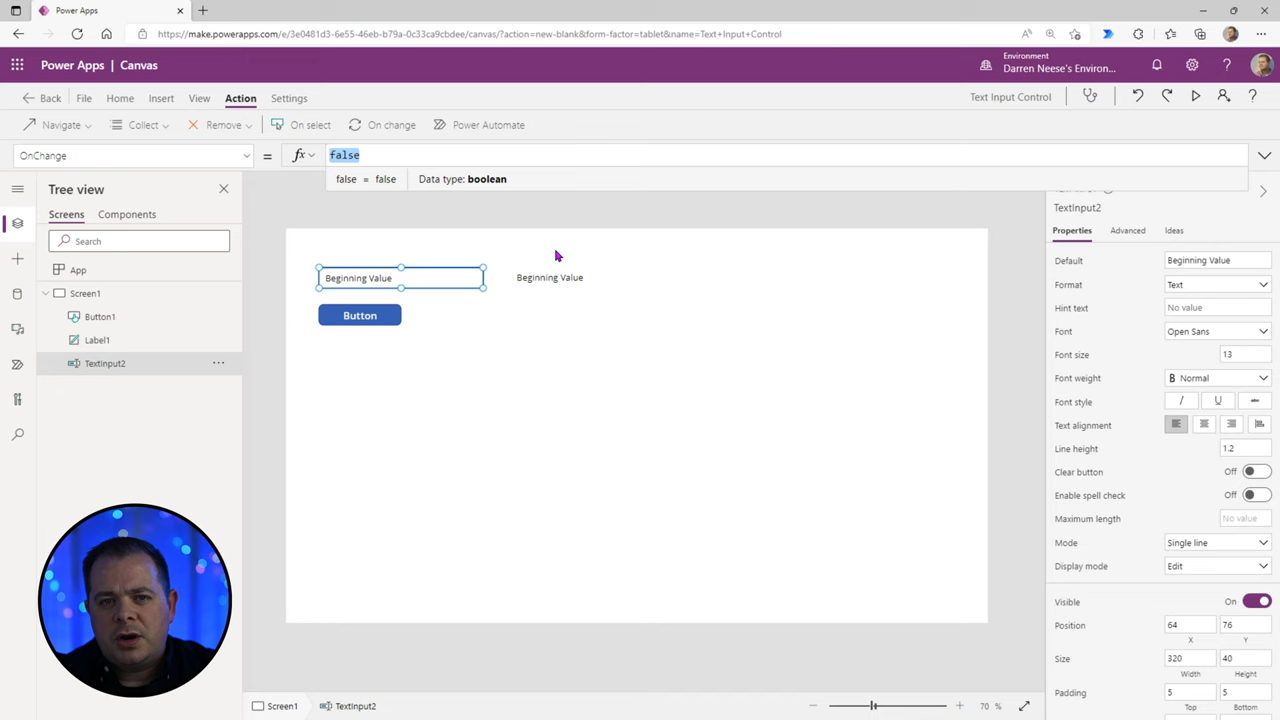 Power Apps
https://make.powerapps.com/e/3e0481d3-6e55-46eb-b79a-0c33ca9cbdee/canvas/?action=new-blank&form-factor=tablet&name=Text+Input+Control
Power Apps | Canvas
Environment
Darren Neese's Environ...
Back File Home Insert View Action Settings
Text Input Control
Navigate Collect Remove On select On change Power Automate
OnChange = fx false
false = false Data type: boolean
Tree view
Screens Components
Search
App
Screen1
Button1
Label1
TextInput2
Beginning Value
Beginning Value
Button
TextInput2
Properties Advanced Ideas
Default Beginning Value
Format Text
Hint text No value
Font Open Sans
Font size 13
Font weight B Normal
Font style / U abc
Text alignment
Line height 1.2
Clear button Off
Enable spell check Off
Maximum length No value
Mode Single line
Display mode Edit
Visible On
Position 64 76
X Y
Size 320 40
Width Height
Padding 5 5
Top Bottom
Screen1 TextInput2
70 %